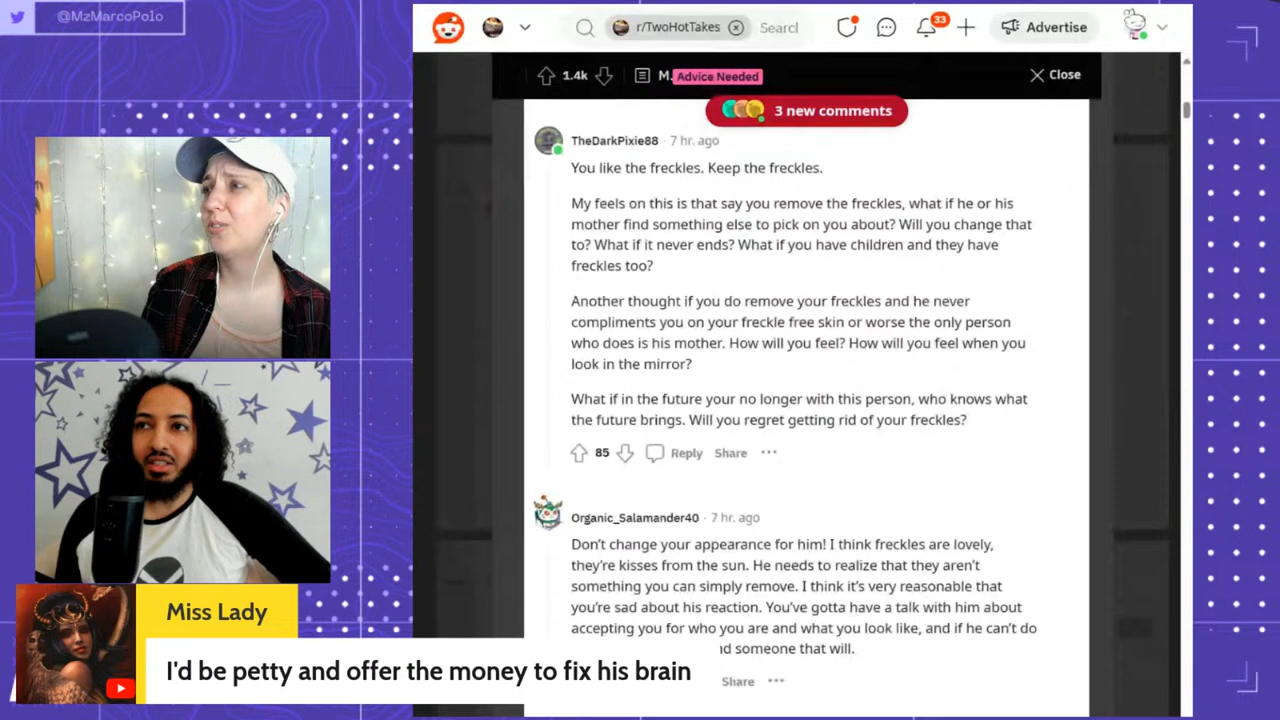 @MzMarcoPolo
r/TwoHotTakes
Searcl
33
Advertise
1.4k
M.
Advice Needed
Close
3 new comments
TheDarkPixie88 · 7 hr. ago
You like the freckles. Keep the freckles.
My feels on this is that say you remove the freckles, what if he or his
mother find something else to pick on you about? Will you change that
to? What if it never ends? What if you have children and they have
freckles too?
Another thought if you do remove your freckles and he never
compliments you on your freckle free skin or worse the only person
who does is his mother. How will you feel? How will you feel when you
look in the mirror?
What if in the future your no longer with this person, who knows what
the future brings. Will you regret getting rid of your freckles?
85
Reply
Share
Organic_Salamander40 · 7 hr. ago
Don't change your appearance for him! I think freckles are lovely,
they're kisses from the sun. He needs to realize that they aren't
something you can simply remove. I think it's very reasonable that
you're sad about his reaction. You've gotta have a talk with him about
accepting you for who you are and what you look like, and if he can't do
d someone that will.
Share
Miss Lady
I'd be petty and offer the money to fix his brain